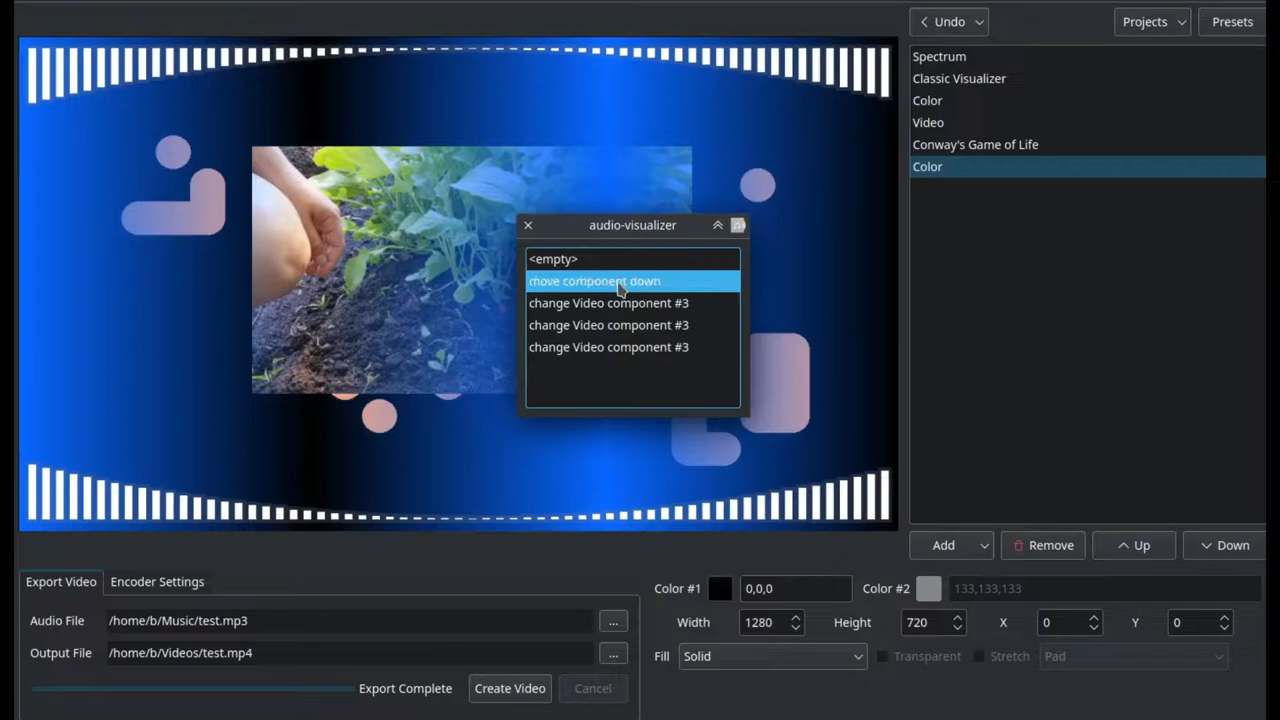 Undo
Projects
Presets
Spectrum
Classic Visualizer
Color
Video
Conway's Game of Life
Color
audio-visualizer
<empty>
move component down
change Video component #3
change Video component #3
change Video component #3
Add
Remove
Up
Down
Export Video Encoder Settings
Audio File /home/b/Music/test.mp3 ...
Output File /home/b/Videos/test.mp4 ...
Export Complete Create Video Cancel
Color #1 0,0,0 Color #2 133,133,133
Width 1280 Height 720 X 0 Y 0
Fill Solid Transparent Stretch Pad